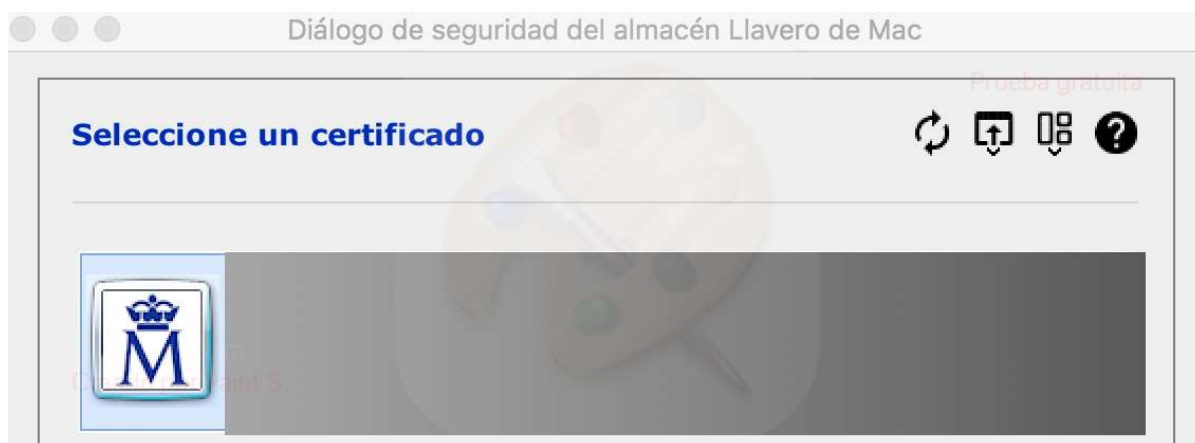 Diálogo de seguridad del almacén Llavero de Mac
Prueba gratuita
Seleccione un certificado
M